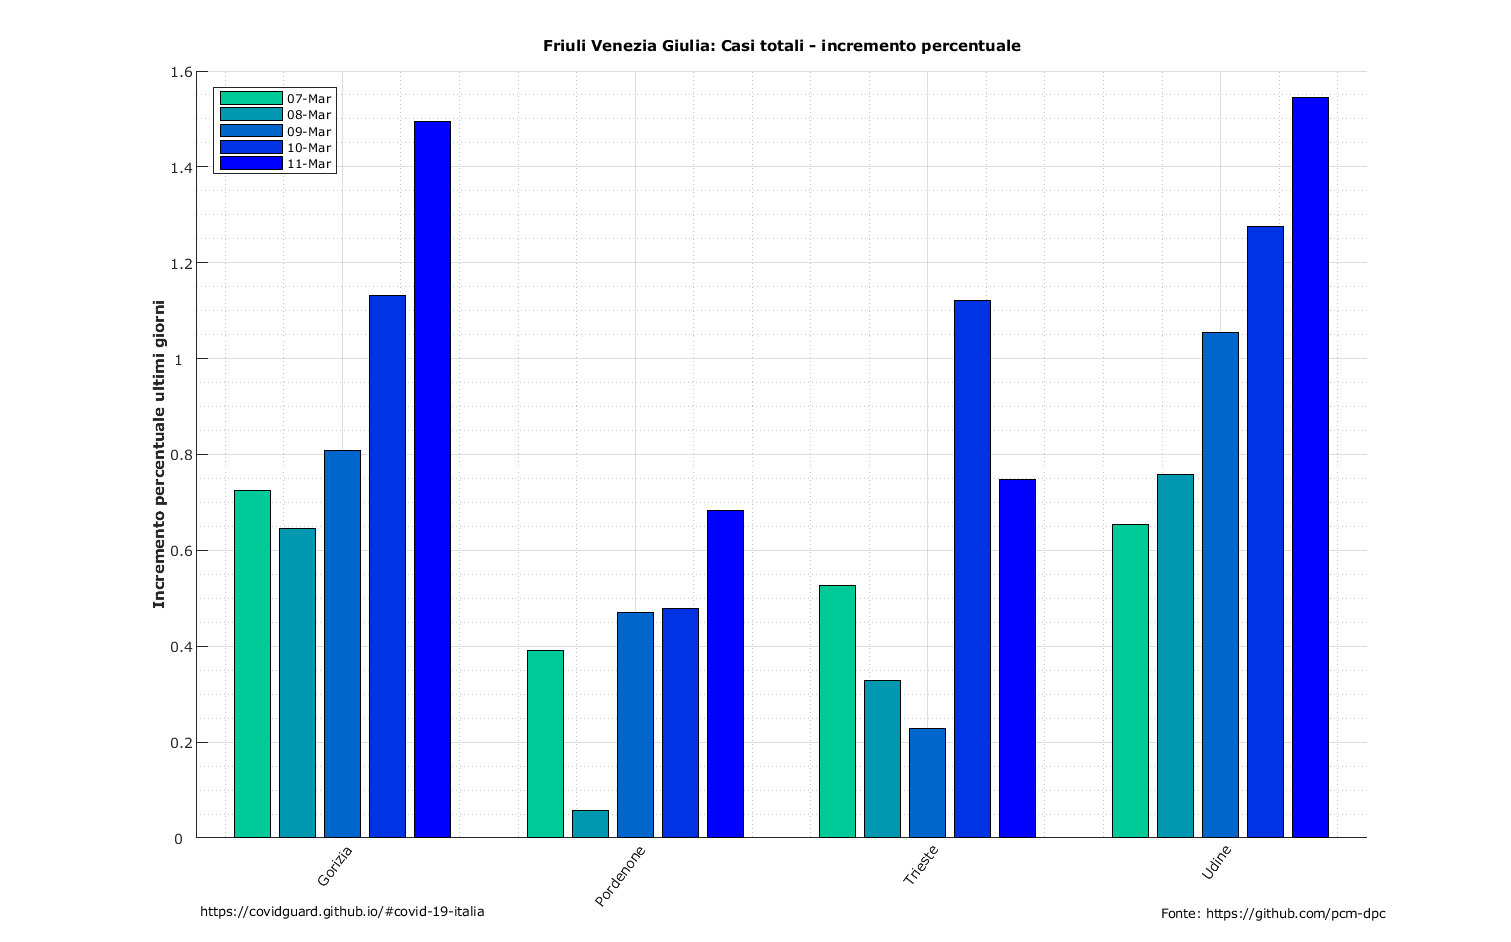 Friuli Venezia Giulia: Casi totali - incremento percentuale
1.6
1.4
1.2
1
0.8
0.6
0.4
0.2
0
Incremento percentuale ultimi giorni
07-Mar
08-Mar
09-Mar
10-Mar
11-Mar
Gorizia
Pordenone
Trieste
Udine
https://covidguard.github.io/#covid-19-italia
Fonte: https://github.com/pcm-dpc